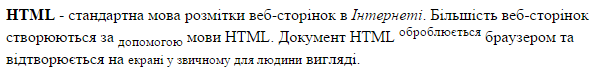 HTML - стандартна мова розмітки веб-сторінок в Інтернеті. Більшість веб-сторінок
створюються за допомогою мови HTML. Документ HTML оброблюється браузером та
відтворюється на екрані у звичному для людини вигляді.